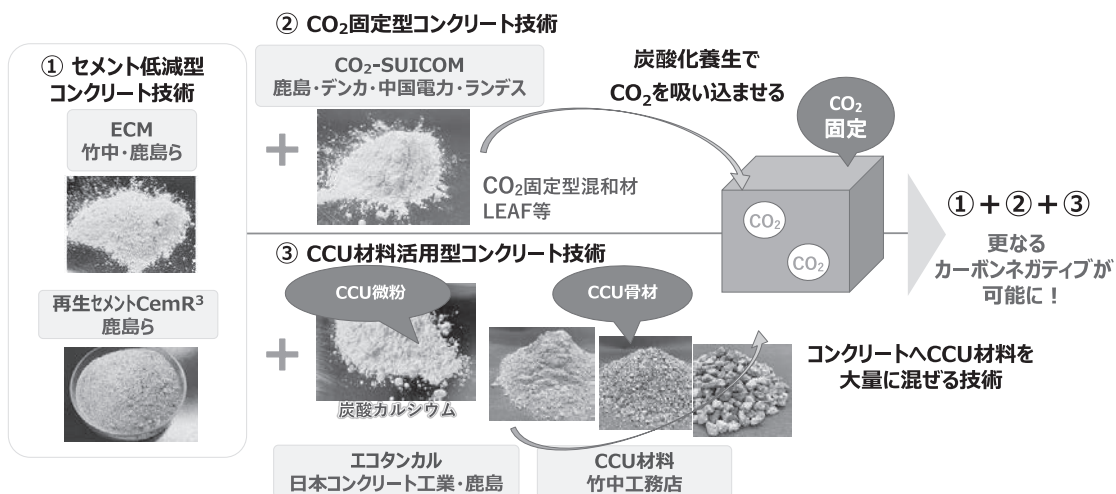 ① セメント低減型
コンクリート技術
ECM
竹中・鹿島ら
再生セメントCemR³
鹿島ら
② CO₂固定型コンクリート技術
CO₂-SUICOM
鹿島・デンカ・中国電力・ランデス
+
CO₂固定型混和材
LEAF等
炭酸化養生で
CO₂を吸い込ませる
CO₂
固定
CO₂
CO₂
③ CCU材料活用型コンクリート技術
CCU微粉
CCU骨材
+
炭酸カルシウム
エコタンカル
日本コンクリート工業・鹿島
CCU材料
竹中工務店
コンクリートへCCU材料を
大量に混ぜる技術
①+②+③
更なる
カーボンネガティブが
可能に！